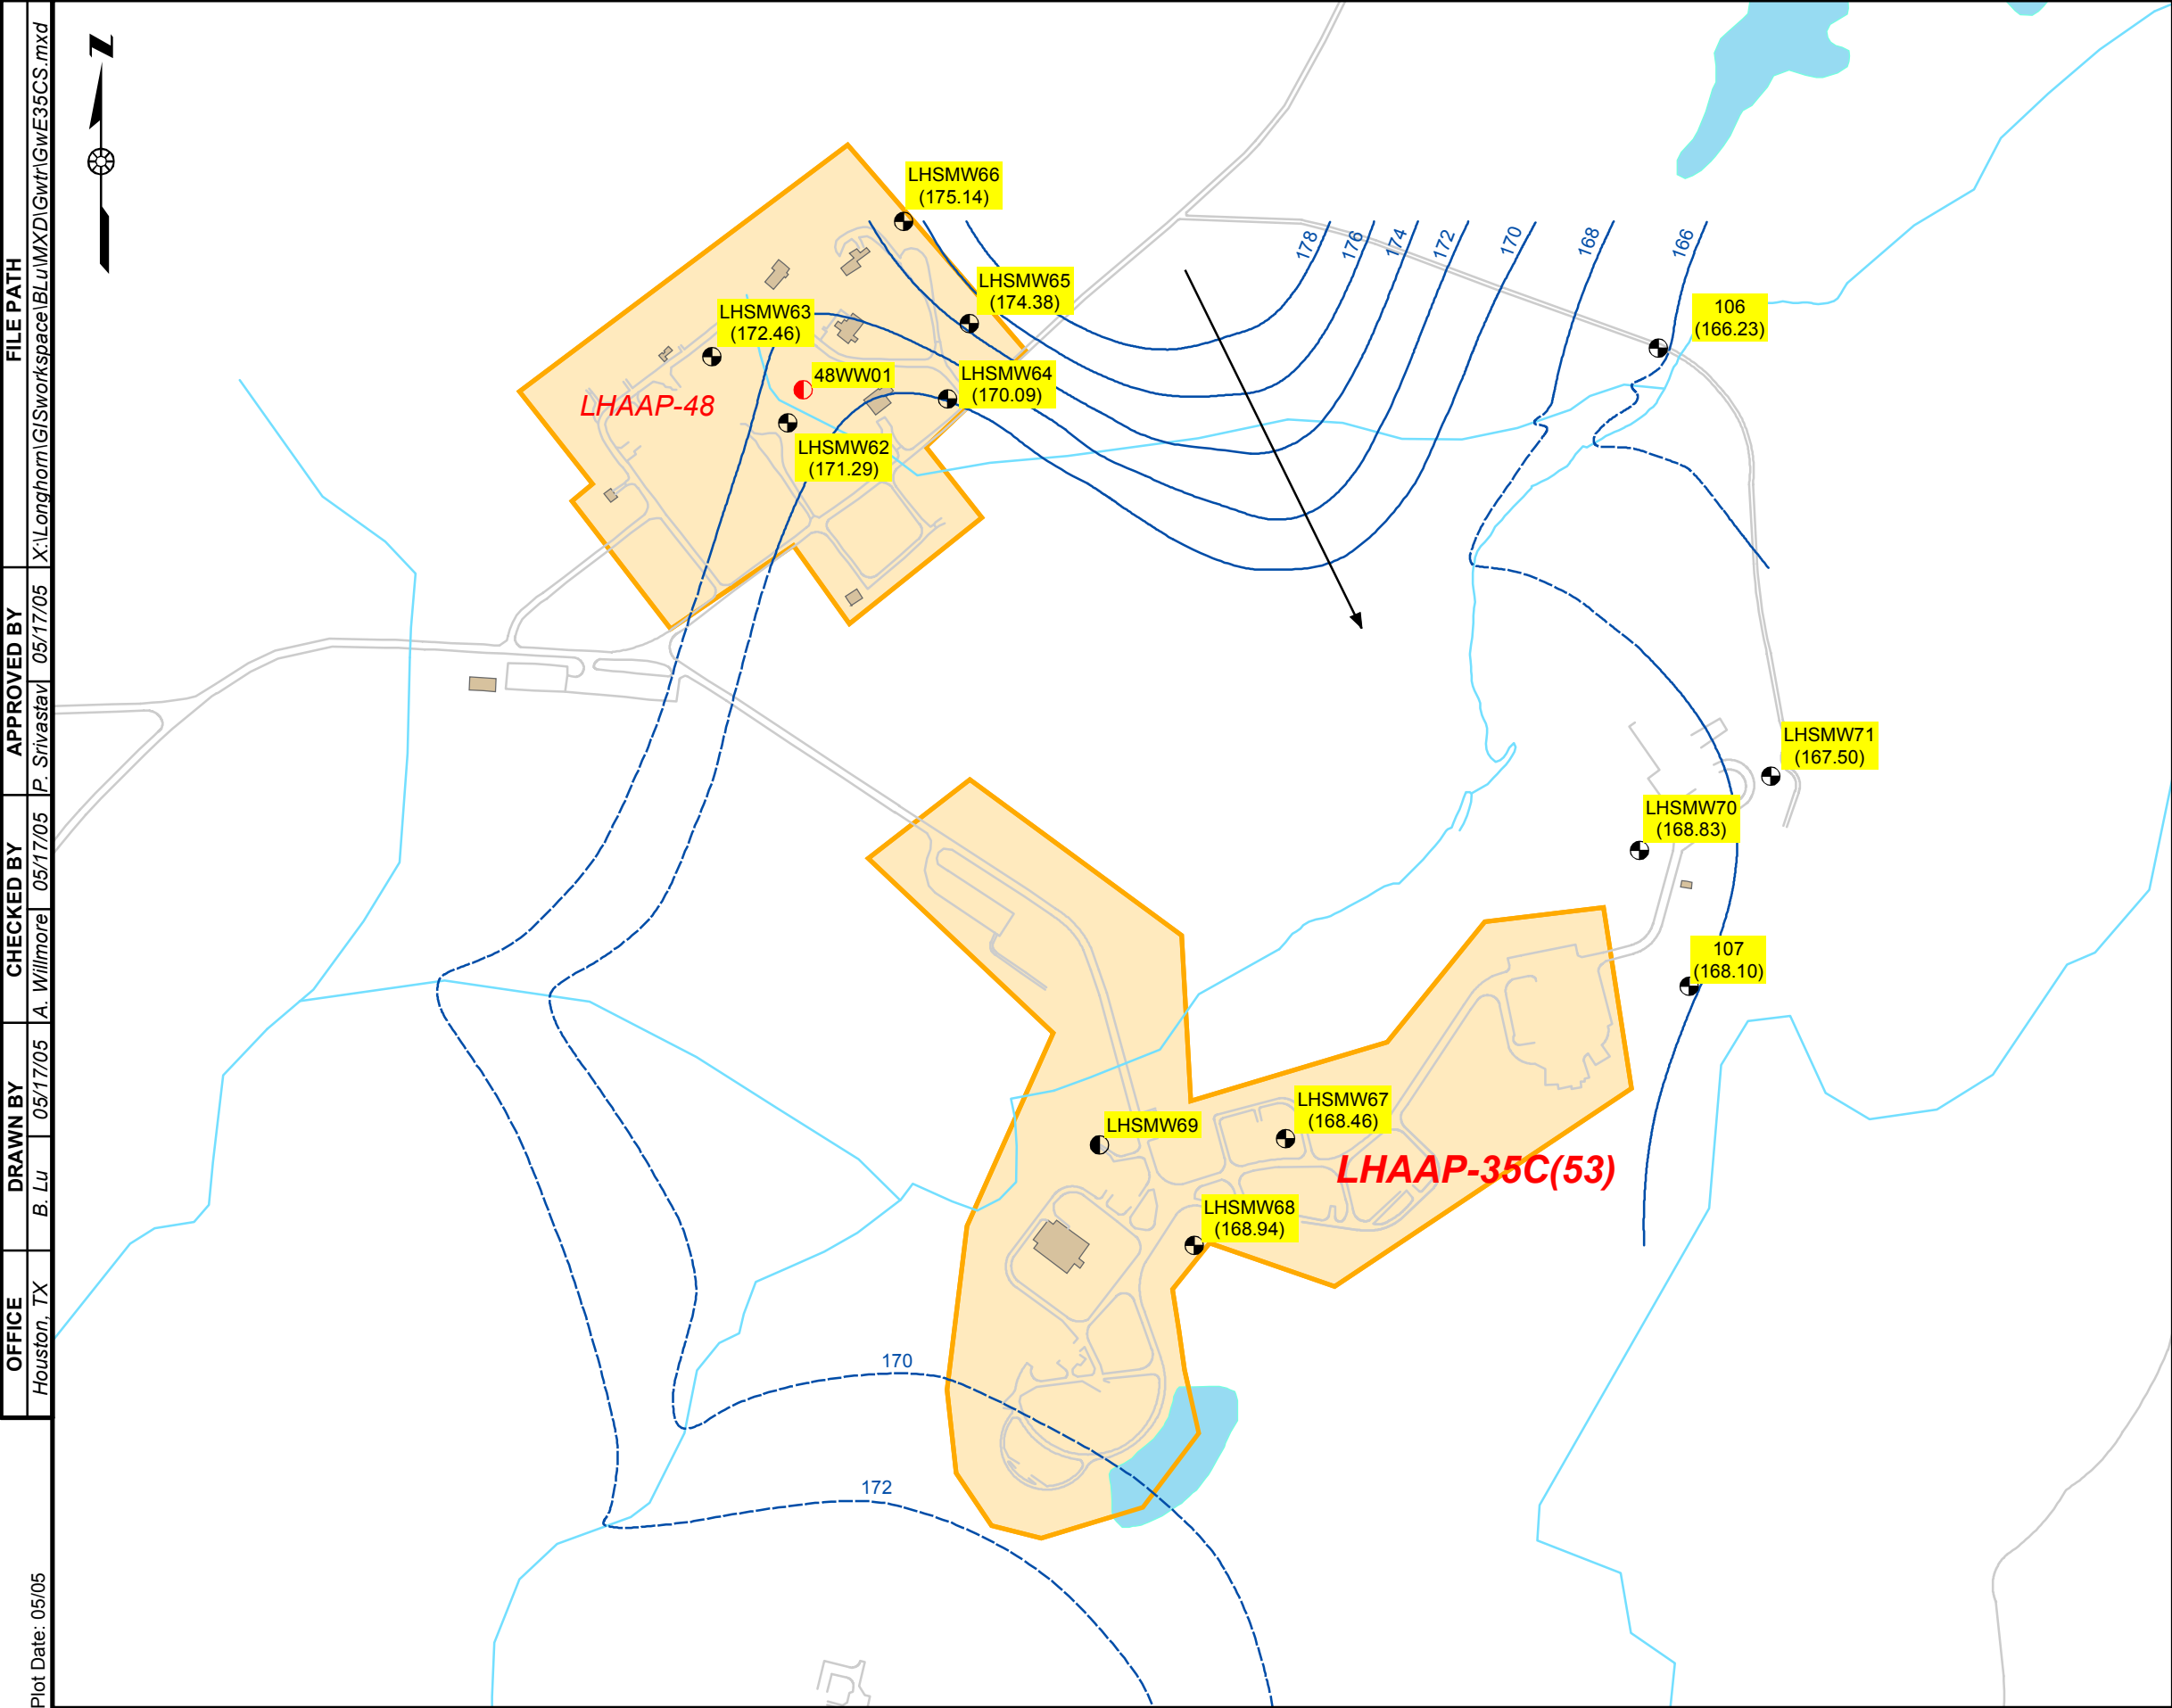 FILE PATH
X:\Longhorn\GISworkspace\BLu\MXD\Gwtr\GwE35CS.mxd
APPROVED BY
P. Srivastav 05/17/05
CHECKED BY
A. Willmore 05/17/05
DRAWN BY
B. Lu 05/17/05
OFFICE
Houston, TX
Plot Date: 05/05
N
LHSMW66
(175.14)
LHSMW65
(174.38)
LHSMW63
(172.46)
48WW01
LHSMW64
(170.09)
LHAAP-48
LHSMW62
(171.29)
178
176
174
172
170
168
166
106
(166.23)
LHSMW71
(167.50)
LHSMW70
(168.83)
107
(168.10)
LHSMW67
(168.46)
LHSMW69
LHAAP-35C(53)
LHSMW68
(168.94)
170
172